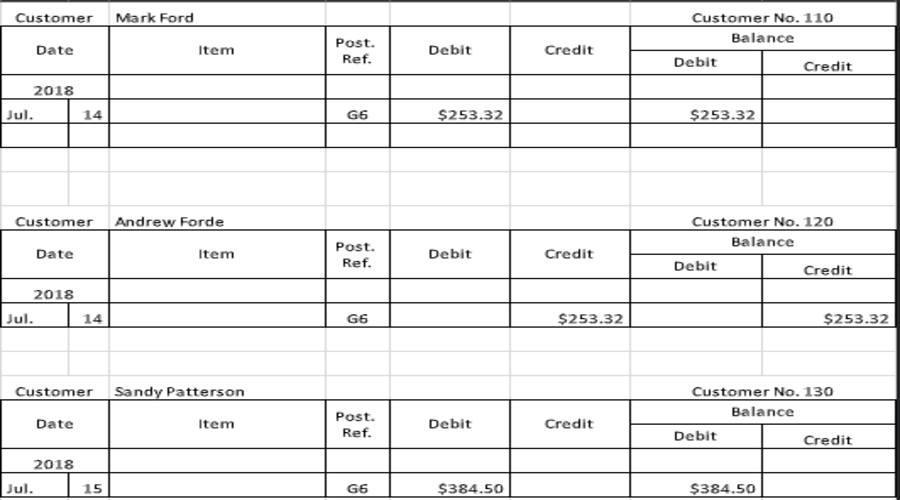 Customer Mark Ford Customer No. 110
Date Item Post. Ref. Debit Credit Balance
Debit Credit
2018
Jul. 14 G6 $253.32 $253.32
Customer Andrew Forde Customer No. 120
Date Item Post. Ref. Debit Credit Balance
Debit Credit
2018
Jul. 14 G6 $253.32 $253.32
Customer Sandy Patterson Customer No. 130
Date Item Post. Ref. Debit Credit Balance
Debit Credit
2018
Jul. 15 G6 $384.50 $384.50